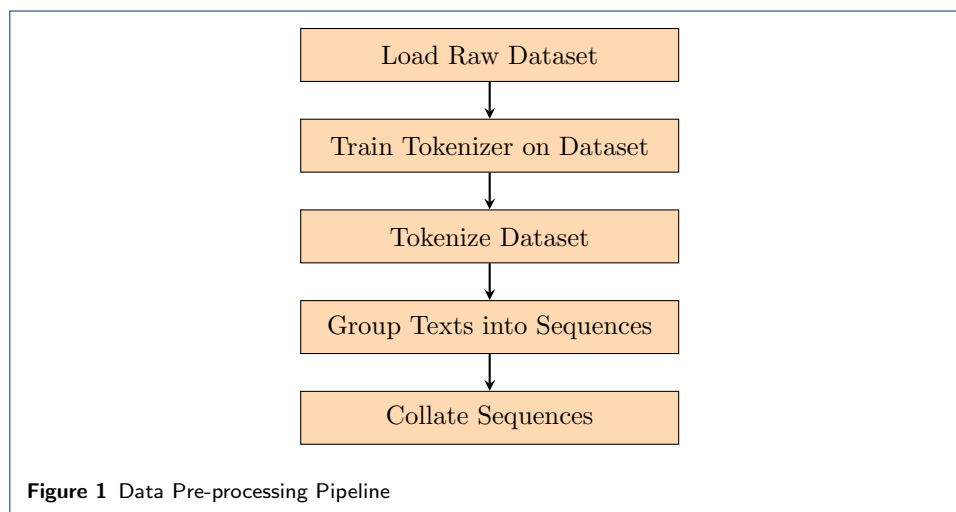 Load Raw Dataset
Train Tokenizer on Dataset
Tokenize Dataset
Group Texts into Sequences
Collate Sequences
Figure 1 Data Pre-processing Pipeline